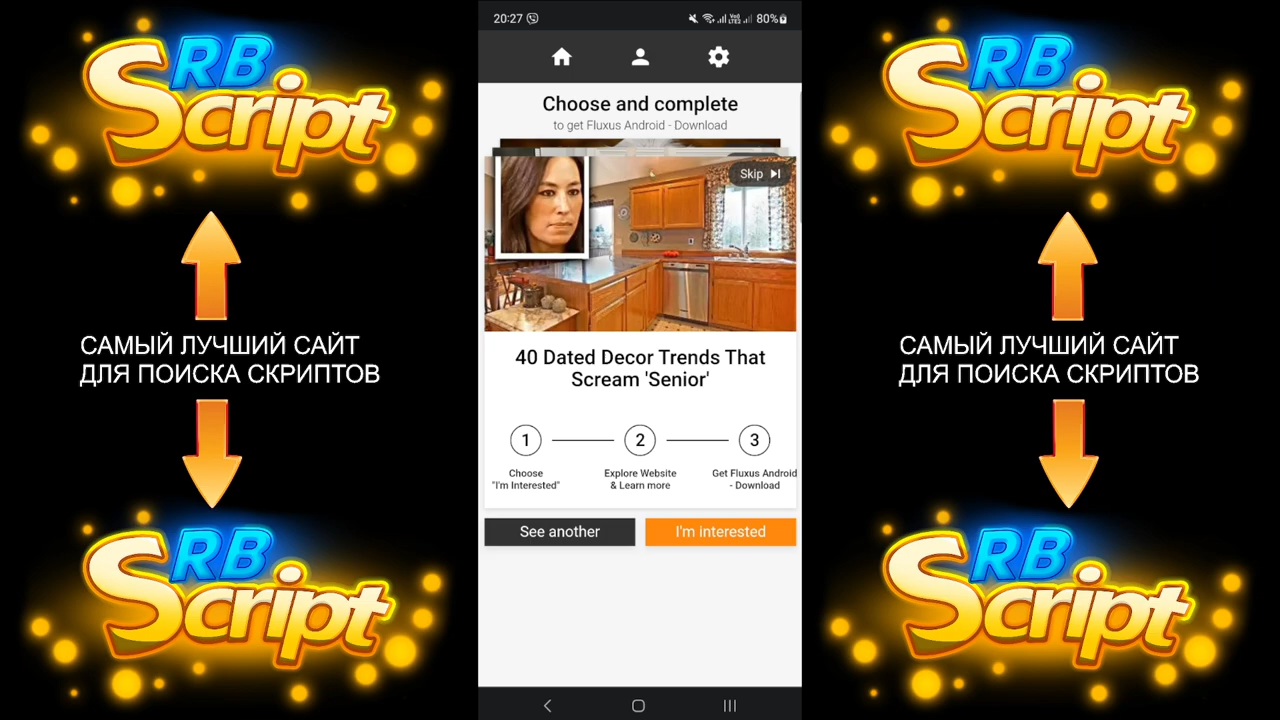 RB
Script
САМЫЙ ЛУЧШИЙ САЙТ
ДЛЯ ПОИСКА СКРИПТОВ
RB
Script
20:27
80%
Choose and complete
to get Fluxus Android - Download
Skip
40 Dated Decor Trends That
Scream 'Senior'
1
2
3
Choose
"I'm Interested"
Explore Website
& Learn more
Get Fluxus Android
- Download
See another
I'm interested
RB
Script
САМЫЙ ЛУЧШИЙ САЙТ
ДЛЯ ПОИСКА СКРИПТОВ
RB
Script